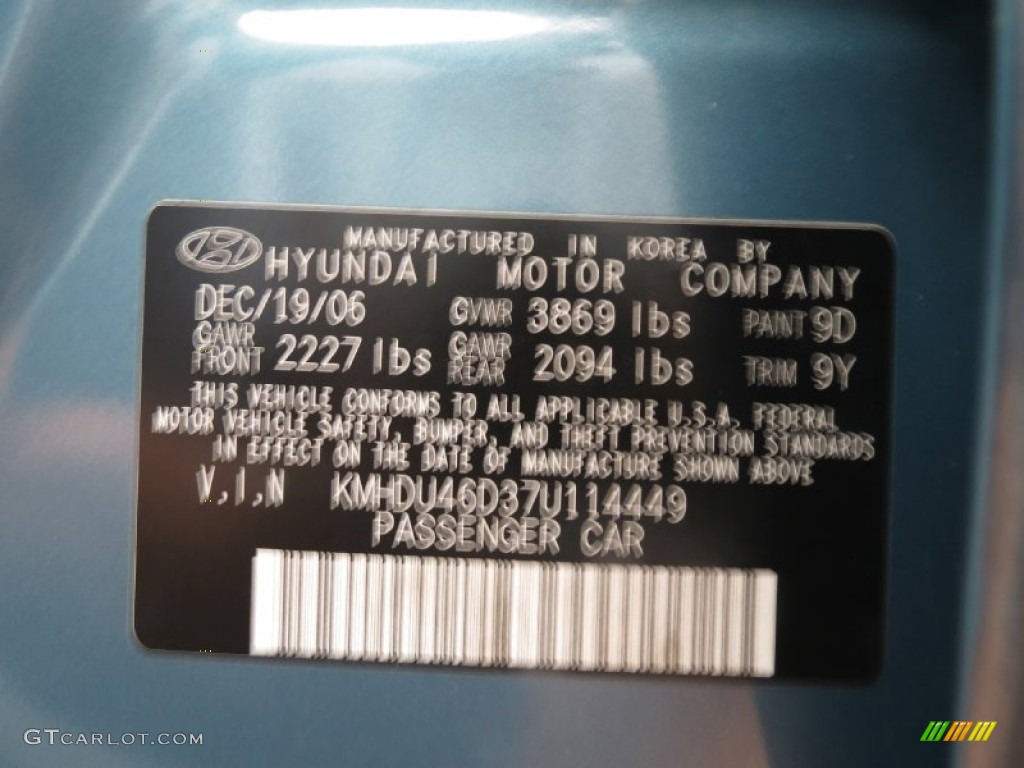 MANUFACTURED IN KOREA BY
HYUNDAI MOTOR COMPANY
DEC/19/06 GVWR 3869 lbs PAINT 9D
GAWR FRONT 2227 lbs GAWR REAR 2094 lbs TRIM 9Y
THIS VEHICLE CONFORMS TO ALL APPLICABLE U.S.A. FEDERAL
MOTOR VEHICLE SAFETY, BUMPER, AND THEFT PREVENTION STANDARDS
IN EFFECT ON THE DATE OF MANUFACTURE SHOWN ABOVE
V,I,N KMHDU46D37U114449
PASSENGER CAR
GTCARLOT.COM